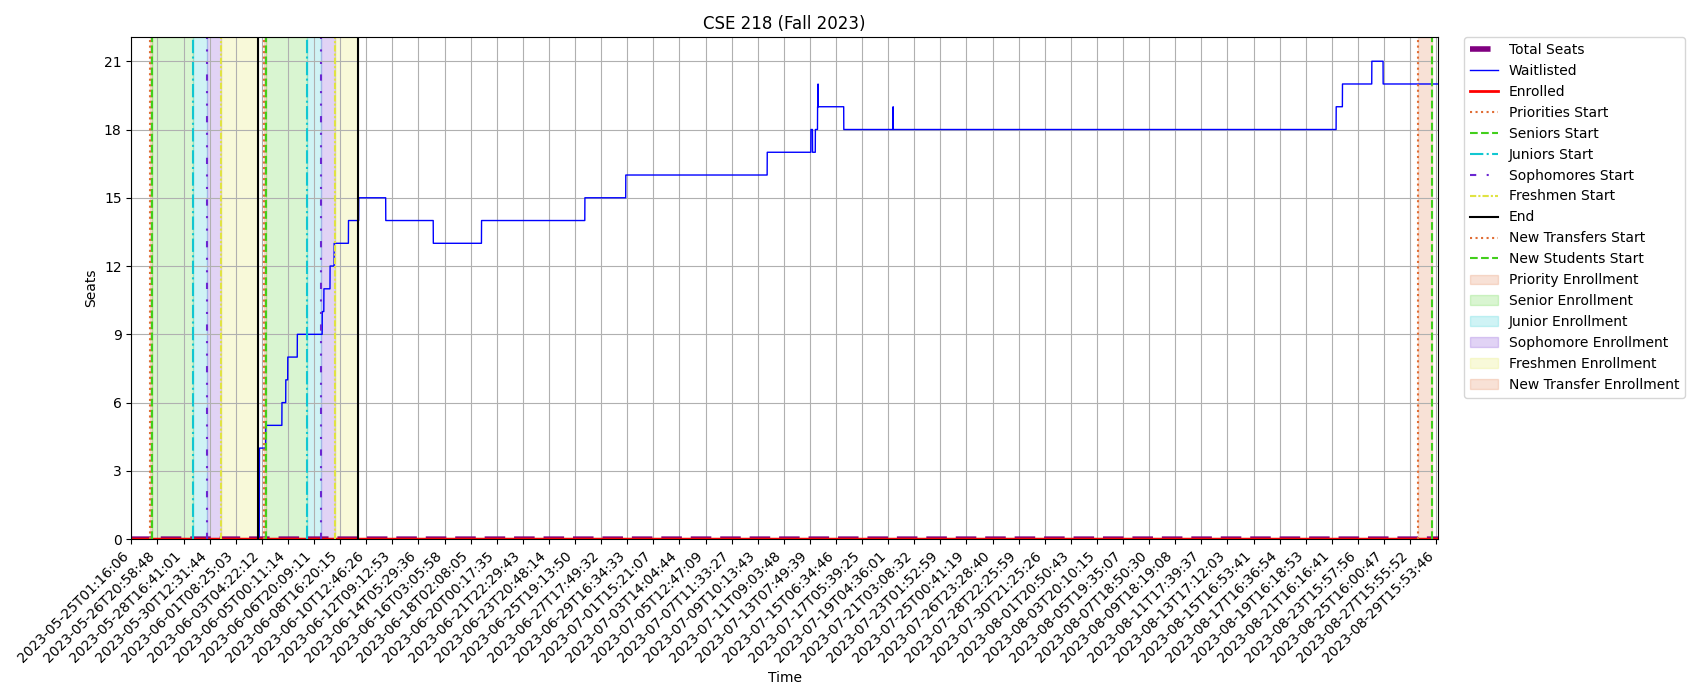 CSE 218 (Fall 2023)
Seats
21
18
15
12
9
6
3
0
2023-05-25T01:16:06
2023-05-26T20:58:48
2023-05-28T16:41:01
2023-05-30T12:31:44
2023-06-01T08:25:03
2023-06-03T04:22:12
2023-06-05T00:11:14
2023-06-06T20:09:11
2023-06-08T16:20:15
2023-06-10T12:46:26
2023-06-12T09:12:53
2023-06-14T05:29:36
2023-06-16T03:05:58
2023-06-18T02:08:05
2023-06-20T00:17:35
2023-06-21T22:29:43
2023-06-23T20:48:14
2023-06-25T19:13:50
2023-06-27T17:49:32
2023-06-29T16:34:33
2023-07-01T15:21:07
2023-07-03T14:04:44
2023-07-05T12:47:09
2023-07-07T11:33:27
2023-07-09T10:13:43
2023-07-11T09:03:48
2023-07-13T07:49:39
2023-07-15T06:34:46
2023-07-17T05:39:25
2023-07-19T04:36:01
2023-07-21T03:08:32
2023-07-23T01:52:59
2023-07-25T00:41:19
2023-07-26T23:28:40
2023-07-28T22:25:59
2023-07-30T21:25:26
2023-08-01T20:50:43
2023-08-03T20:10:15
2023-08-05T19:35:07
2023-08-07T18:50:30
2023-08-09T18:19:08
2023-08-11T17:39:37
2023-08-13T17:12:03
2023-08-15T16:53:41
2023-08-17T16:36:54
2023-08-19T16:18:53
2023-08-21T16:16:41
2023-08-23T15:57:56
2023-08-25T16:00:47
2023-08-27T15:55:52
2023-08-29T15:53:46
Time
Total Seats
Waitlisted
Enrolled
Priorities Start
Seniors Start
Juniors Start
Sophomores Start
Freshmen Start
End
New Transfers Start
New Students Start
Priority Enrollment
Senior Enrollment
Junior Enrollment
Sophomore Enrollment
Freshmen Enrollment
New Transfer Enrollment